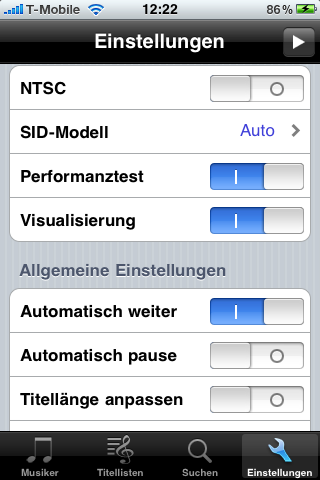 T-Mobile 12:22 86 %
Einstellungen
NTSC
SID-Modell Auto
Performanztest
Visualisierung
Allgemeine Einstellungen
Automatisch weiter
Automatisch pause
Titellänge anpassen
Musiker Titellisten Suchen Einstellungen